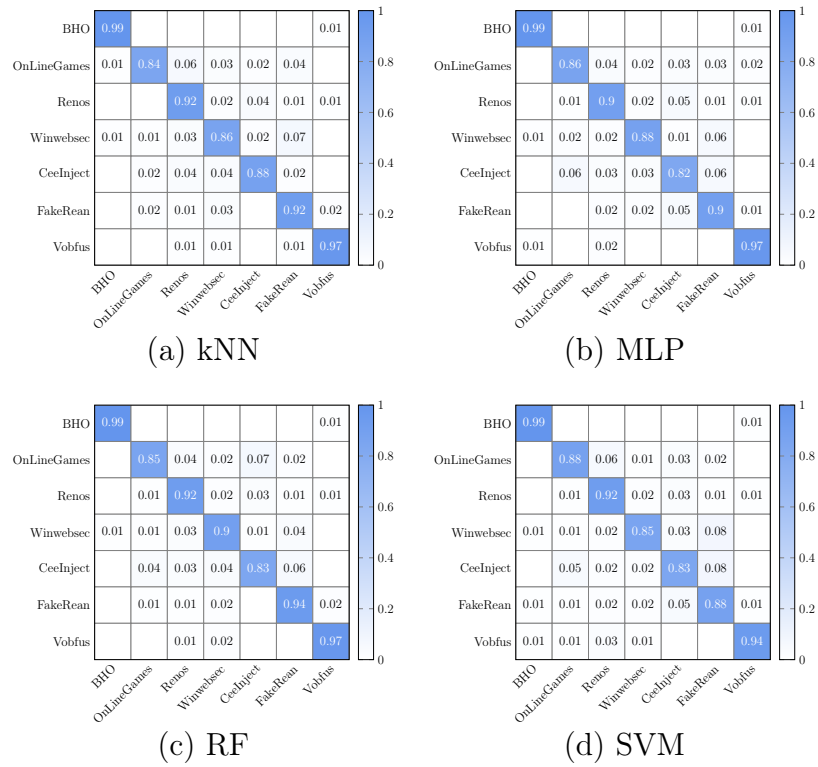 BHO 0.99 0.01
OnLineGames 0.01 0.84 0.06 0.03 0.02 0.04
Renos 0.92 0.02 0.04 0.01 0.01
Winwebsec 0.01 0.01 0.03 0.86 0.02 0.07
CeeInject 0.02 0.04 0.04 0.88 0.02
FakeRean 0.02 0.01 0.03 0.92 0.02
Vobfus 0.01 0.01 0.01 0.97
BHO OnLineGames Renos Winwebsec CeeInject FakeRean Vobfus
1
0.8
0.6
0.4
0.2
0
(a) kNN
BHO 0.99 0.01
OnLineGames 0.86 0.04 0.02 0.03 0.03 0.02
Renos 0.01 0.9 0.02 0.05 0.01 0.01
Winwebsec 0.01 0.02 0.02 0.88 0.01 0.06
CeeInject 0.06 0.03 0.03 0.82 0.06
FakeRean 0.02 0.02 0.05 0.9 0.01
Vobfus 0.01 0.02 0.97
BHO OnLineGames Renos Winwebsec CeeInject FakeRean Vobfus
1
0.8
0.6
0.4
0.2
0
(b) MLP
BHO 0.99 0.01
OnLineGames 0.85 0.04 0.02 0.07 0.02
Renos 0.01 0.92 0.02 0.03 0.01 0.01
Winwebsec 0.01 0.01 0.03 0.9 0.01 0.04
CeeInject 0.04 0.03 0.04 0.83 0.06
FakeRean 0.01 0.01 0.02 0.94 0.02
Vobfus 0.01 0.02 0.97
BHO OnLineGames Renos Winwebsec CeeInject FakeRean Vobfus
1
0.8
0.6
0.4
0.2
0
(c) RF
BHO 0.99 0.01
OnLineGames 0.88 0.06 0.01 0.03 0.02
Renos 0.01 0.92 0.02 0.03 0.01 0.01
Winwebsec 0.01 0.01 0.02 0.85 0.03 0.08
CeeInject 0.05 0.02 0.02 0.83 0.08
FakeRean 0.01 0.01 0.02 0.02 0.05 0.88 0.01
Vobfus 0.01 0.01 0.03 0.01 0.94
BHO OnLineGames Renos Winwebsec CeeInject FakeRean Vobfus
1
0.8
0.6
0.4
0.2
0
(d) SVM